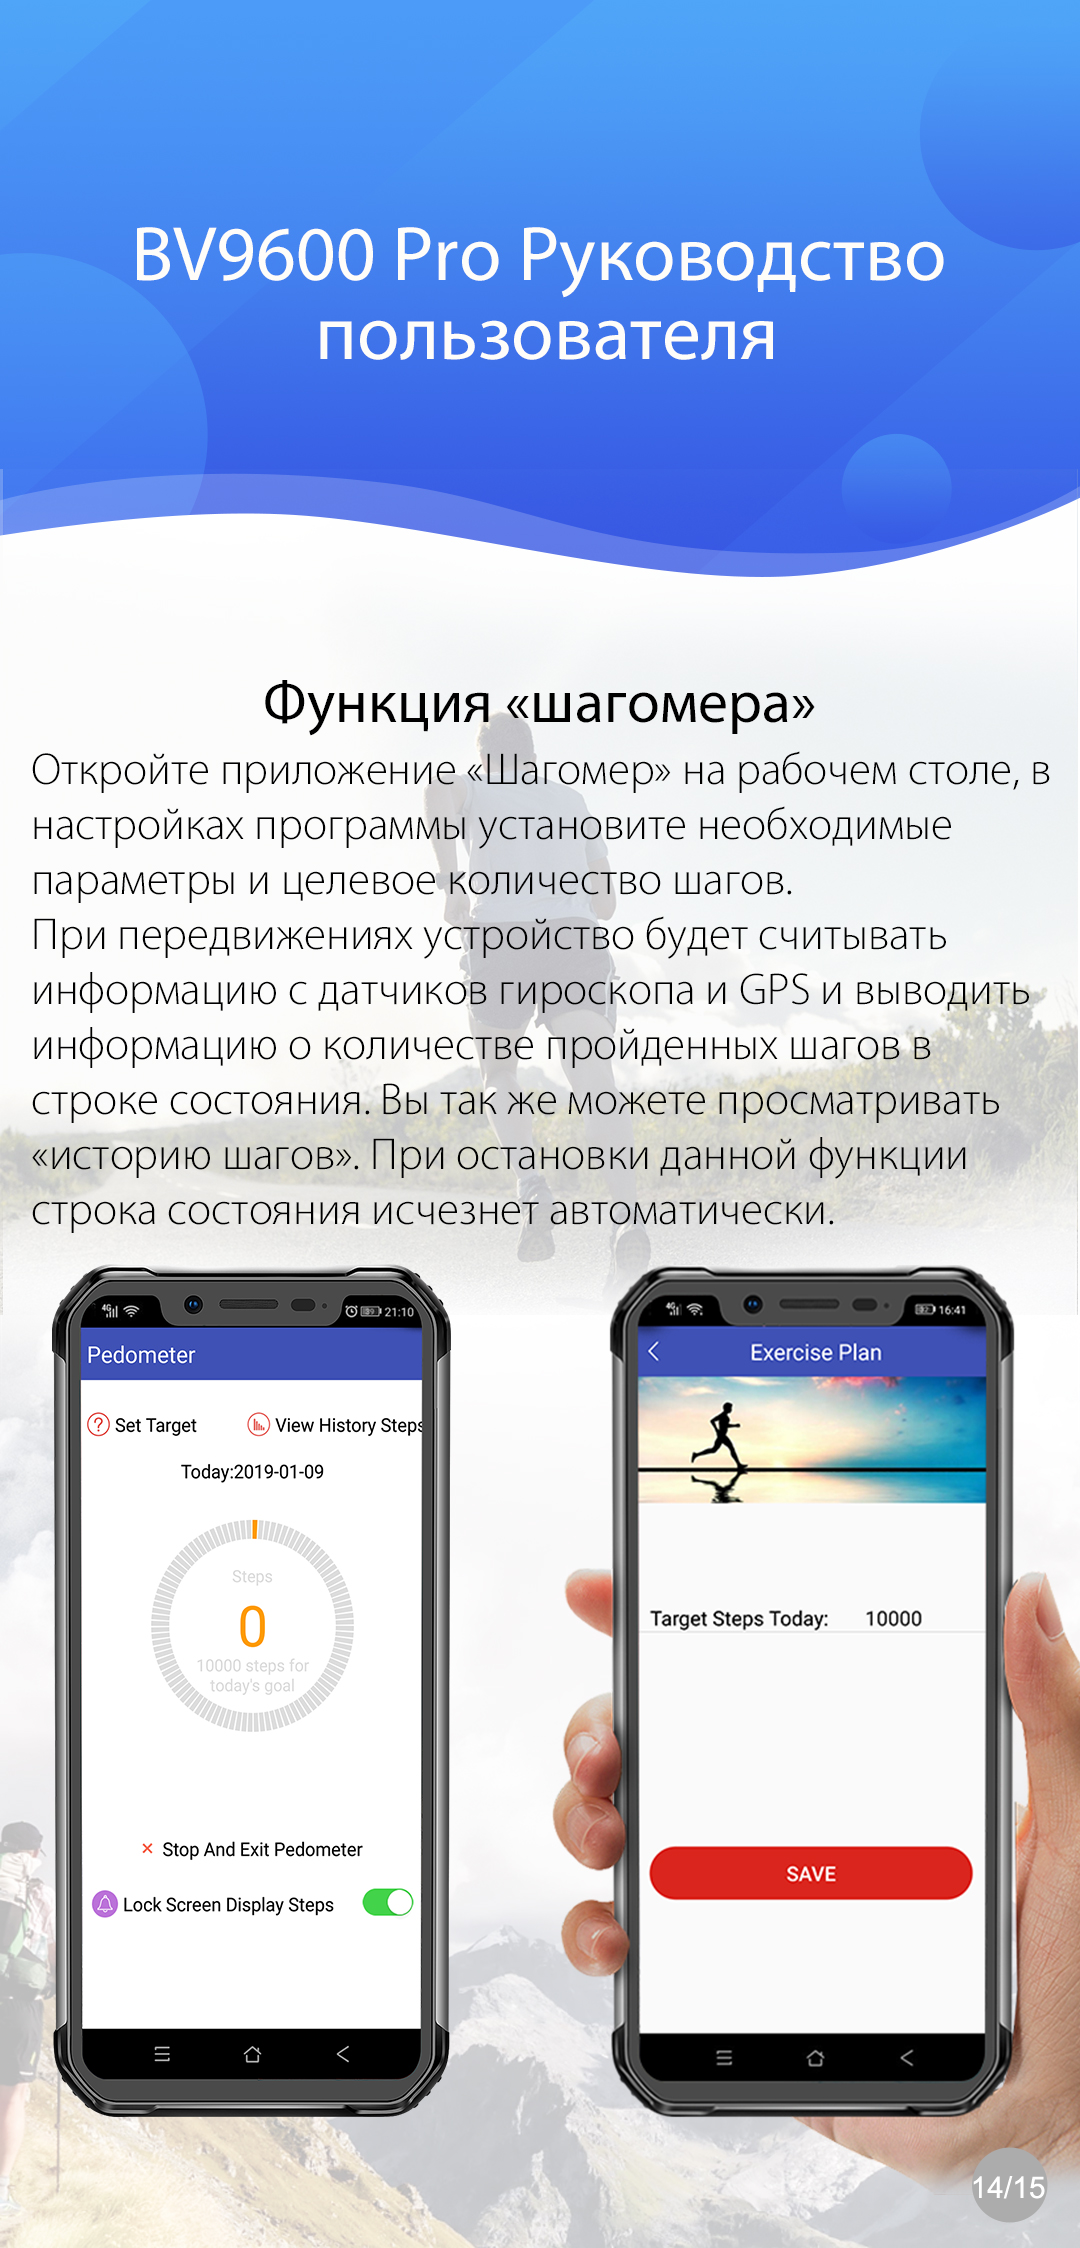 BV9600 Pro Руководство
пользователя
Функция «шагомера»
Откройте приложение «Шагомер» на рабочем столе, в
настройках программы установите необходимые
параметры и целевое количество шагов.
При передвижениях устройство будет считывать
информацию с датчиков гироскопа и GPS и выводить
информацию о количестве пройденных шагов в
строке состояния. Вы так же можете просматривать
«историю шагов». При остановки данной функции
строка состояния исчезнет автоматически.
4G 89 21:10
Pedometer
Set Target View History Steps
Today:2019-01-09
Steps
0
10000 steps for
today's goal
Stop And Exit Pedometer
Lock Screen Display Steps
4G 82 16:41
Exercise Plan
Target Steps Today: 10000
SAVE
14/15